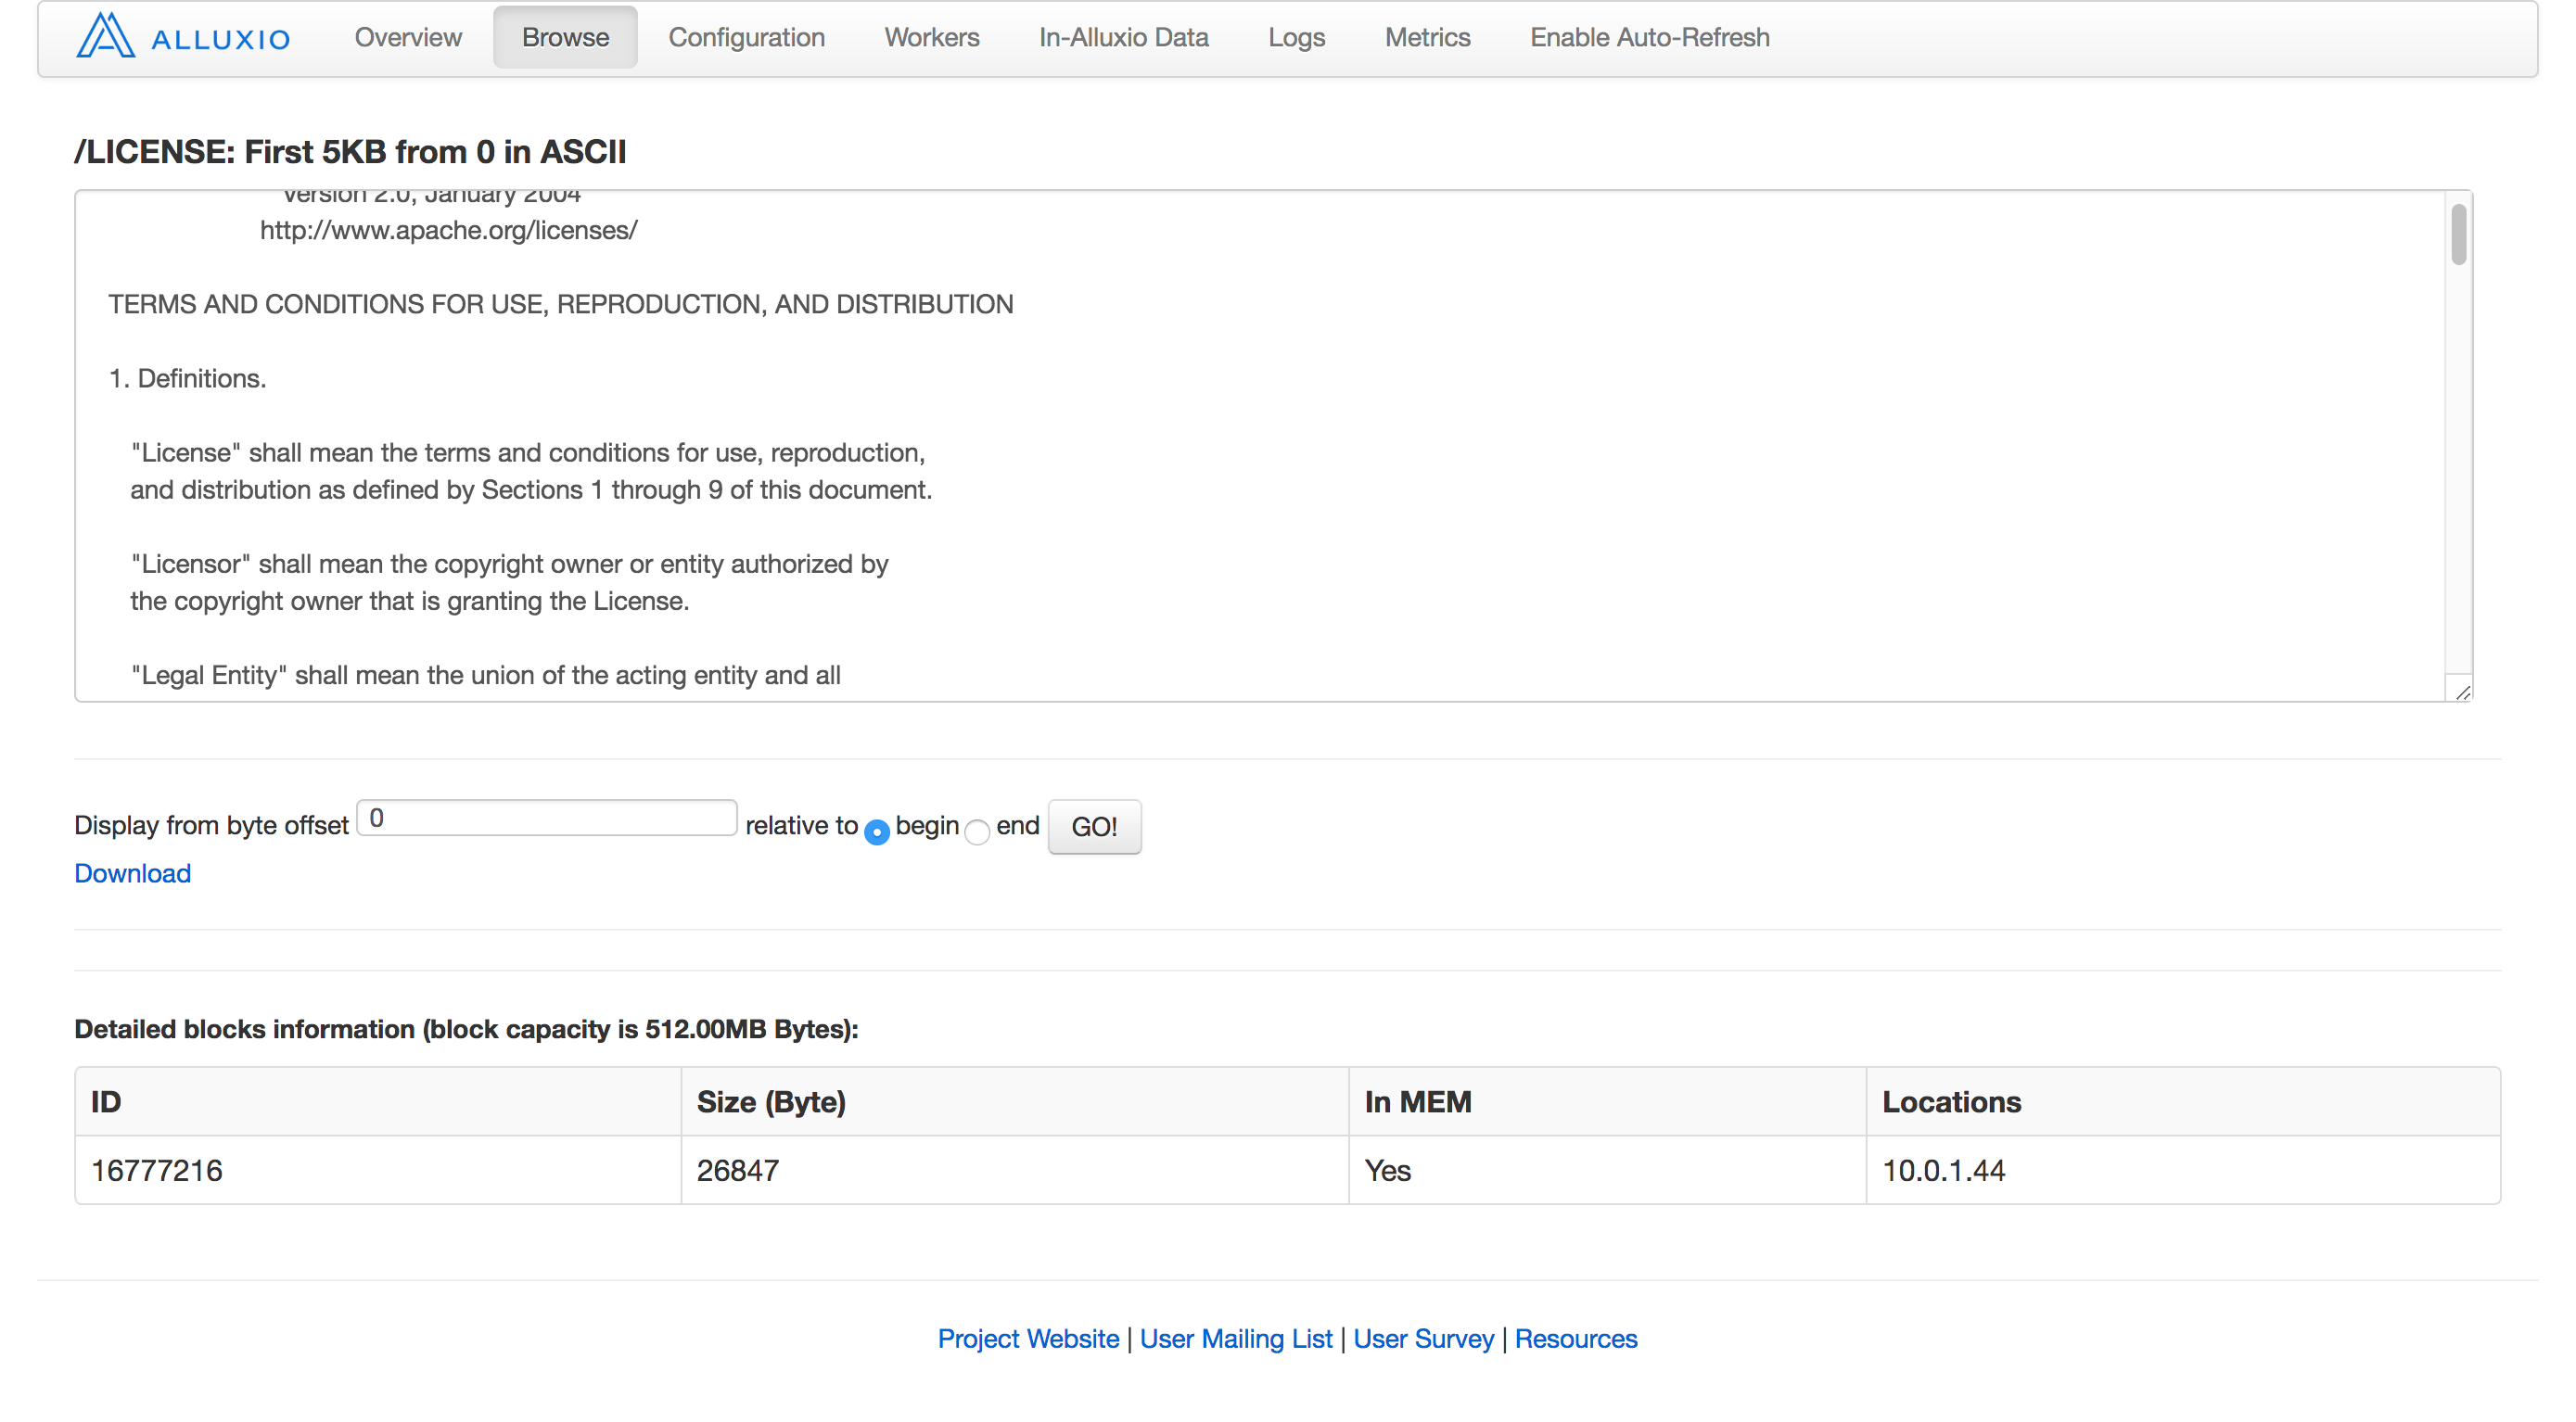 ALLUXIO Overview Browse Configuration Workers In-Alluxio Data Logs Metrics Enable Auto-Refresh
/LICENSE: First 5KB from 0 in ASCII
Version 2.0, January 2004
http://www.apache.org/licenses/
TERMS AND CONDITIONS FOR USE, REPRODUCTION, AND DISTRIBUTION
1. Definitions.
"License" shall mean the terms and conditions for use, reproduction,
and distribution as defined by Sections 1 through 9 of this document.
"Licensor" shall mean the copyright owner or entity authorized by
the copyright owner that is granting the License.
"Legal Entity" shall mean the union of the acting entity and all
Display from byte offset 0 relative to begin end GO!
Download
Detailed blocks information (block capacity is 512.00MB Bytes):
ID Size (Byte) In MEM Locations
16777216 26847 Yes 10.0.1.44
Project Website | User Mailing List | User Survey | Resources